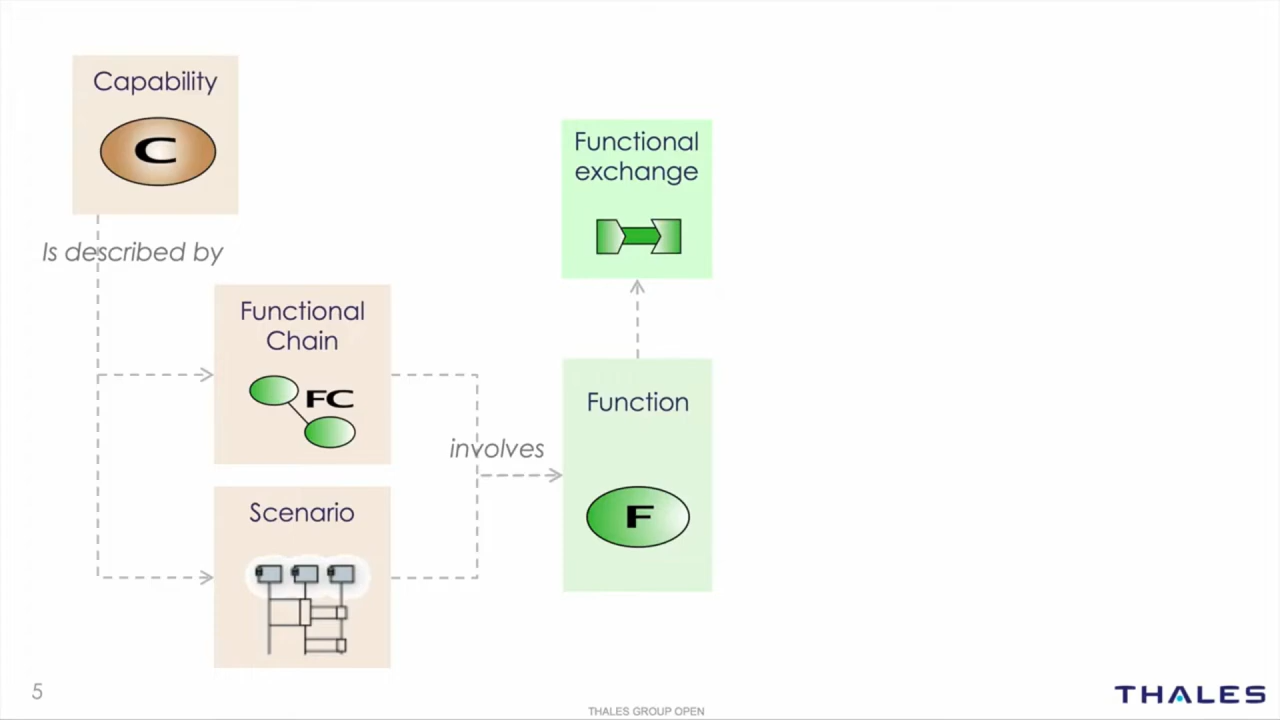 Capability
C
Is described by
Functional
Chain
FC
Scenario
involves
Functional
exchange
Function
F
5
THALES GROUP OPEN
THALES